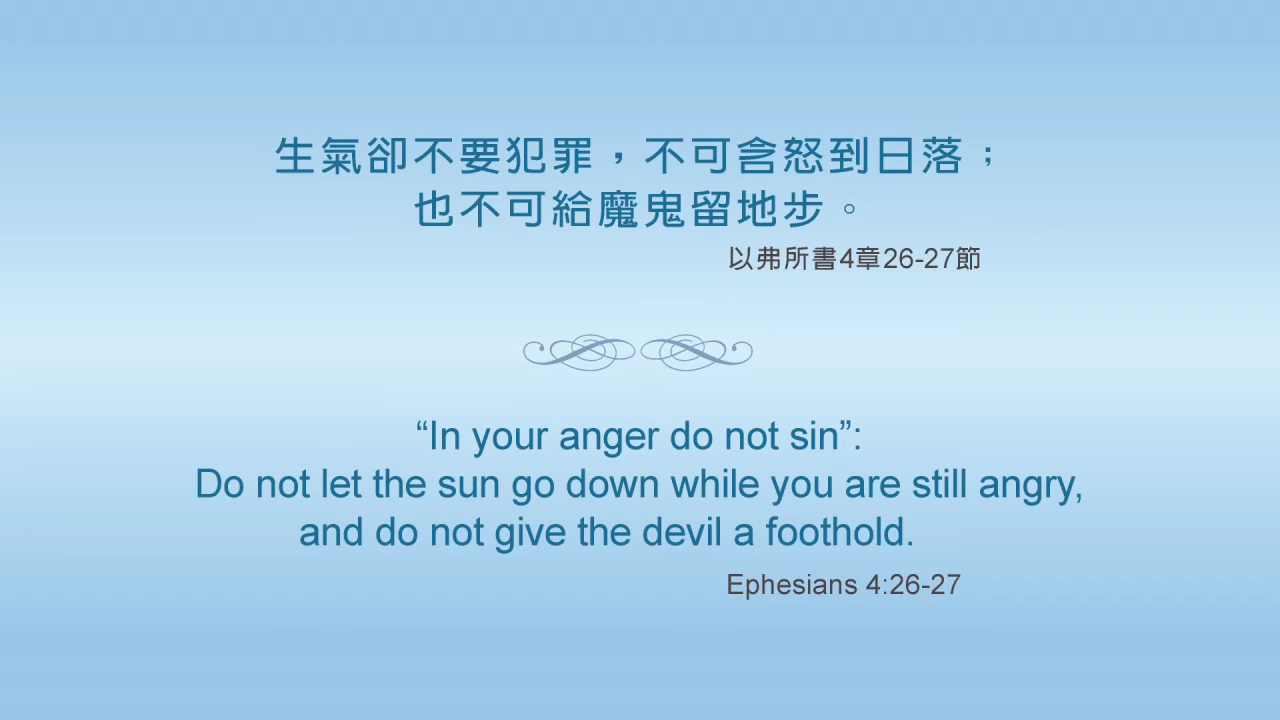 生氣卻不要犯罪，不可含怒到日落；
也不可給魔鬼留地步。
以弗所書4章26-27節
“In your anger do not sin”:
Do not let the sun go down while you are still angry,
and do not give the devil a foothold.
Ephesians 4:26-27